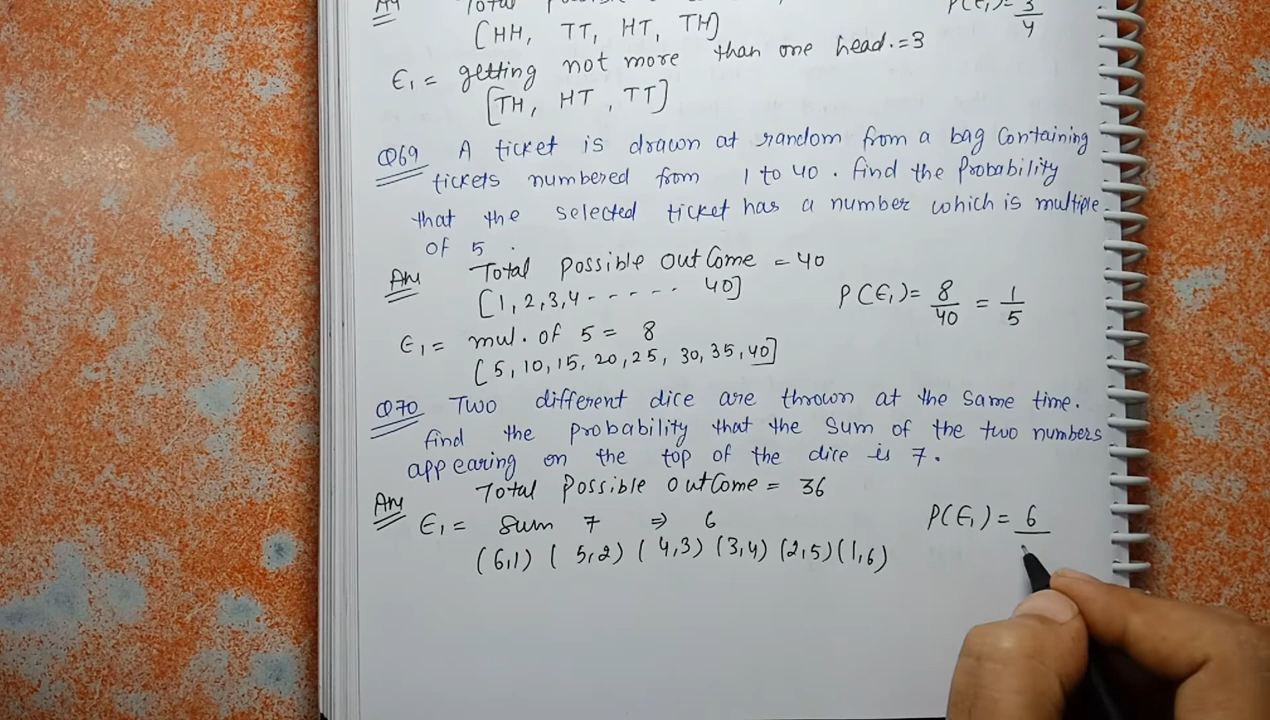 Total
P(E₁)= 3/4
[HH, TT, HT, TH]
E₁ = getting not more than one head.=3
[TH, HT, TT]
Q69 A ticket is drawn at random from a bag Containing
tickets numbered from 1 to 40. find the Probability
that the selected ticket has a number which is multiple
of 5.
Ans Total possible outcome = 40
[1, 2, 3, 4 - - - - - - 40]
P(E₁)= 8/40 = 1/5
E₁ = mul. of 5 = 8
[5, 10, 15, 20, 25, 30, 35, 40]
Q70 Two different dice are thrown at the same time.
find the probability that the sum of the two numbers
appearing on the top of the dice is 7.
Ans Total possible outcome = 36
E₁ = sum 7 ⇒ 6
P(E₁) = 6
(6,1) (5,2) (4,3) (3,4) (2,5) (1,6)